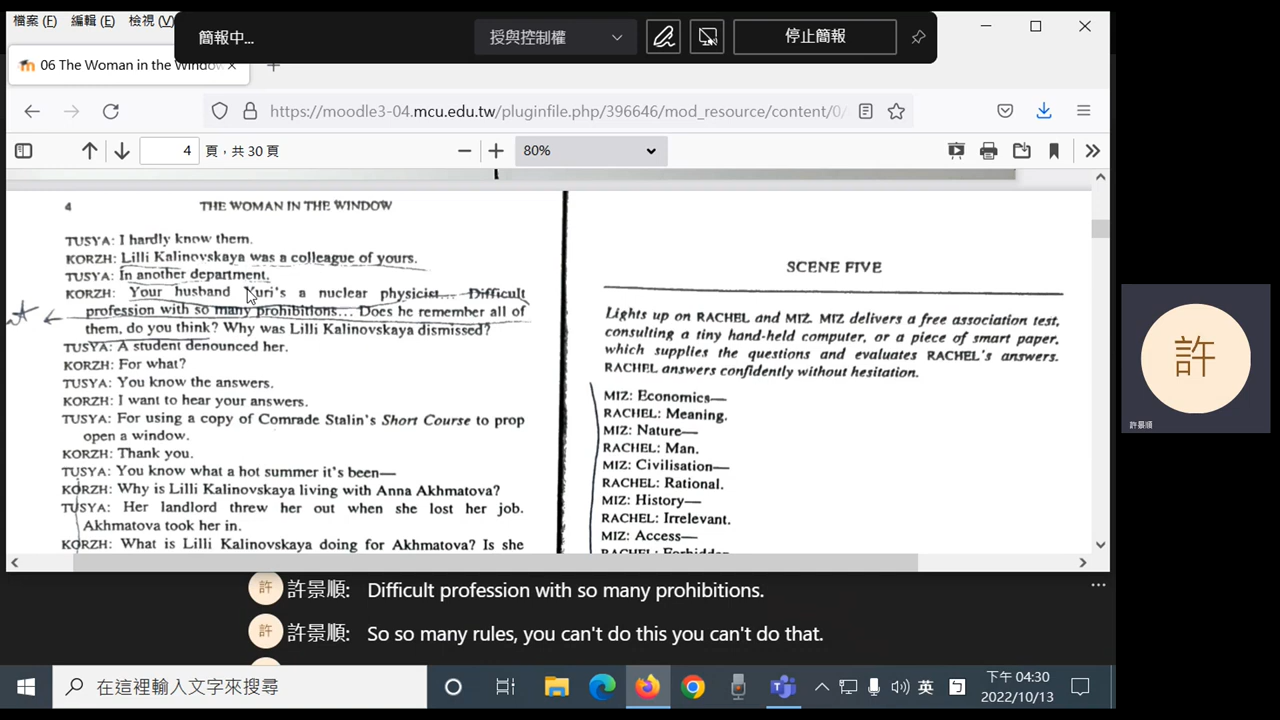 檔案 (F) 編輯 (E) 檢視 (V)
簡報中...
授與控制權
停止簡報
06 The Woman in the Window
https://moodle3-04.mcu.edu.tw/pluginfile.php/396646/mod_resource/content/0/
4 頁，共 30 頁
80%
4 THE WOMAN IN THE WINDOW
TUSYA: I hardly know them.
KORZH: Lilli Kalinovskaya was a colleague of yours.
TUSYA: In another department.
KORZH: Your husband Yuri's a nuclear physicist... Difficult
profession with so many prohibitions... Does he remember all of
them, do you think? Why was Lilli Kalinovskaya dismissed?
TUSYA: A student denounced her.
KORZH: For what?
TUSYA: You know the answers.
KORZH: I want to hear your answers.
TUSYA: For using a copy of Comrade Stalin's Short Course to prop
open a window.
KORZH: Thank you.
TUSYA: You know what a hot summer it's been—
KORZH: Why is Lilli Kalinovskaya living with Anna Akhmatova?
TUSYA: Her landlord threw her out when she lost her job.
Akhmatova took her in.
KORZH: What is Lilli Kalinovskaya doing for Akhmatova? Is she
SCENE FIVE
Lights up on RACHEL and MIZ. MIZ delivers a free association test,
consulting a tiny hand-held computer, or a piece of smart paper,
which supplies the questions and evaluates RACHEL's answers.
RACHEL answers confidently without hesitation.
MIZ: Economics—
RACHEL: Meaning.
MIZ: Nature—
RACHEL: Man.
MIZ: Civilisation—
RACHEL: Rational.
MIZ: History—
RACHEL: Irrelevant.
MIZ: Access—
RACHEL: Forbidden
許
許景順
許 許景順: Difficult profession with so many prohibitions.
許 許景順: So so many rules, you can't do this you can't do that.
在這裡輸入文字來搜尋
英
下午 04:30
2022/10/13